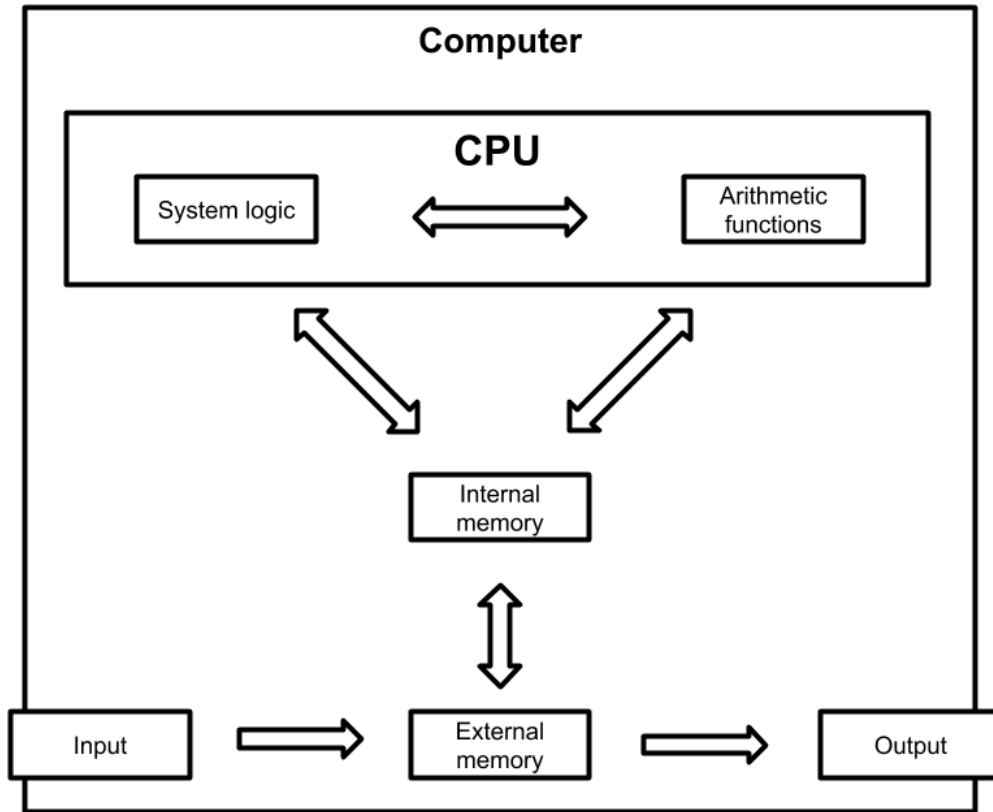 Computer
CPU
System logic
Arithmetic
functions
Internal
memory
Input
External
memory
Output